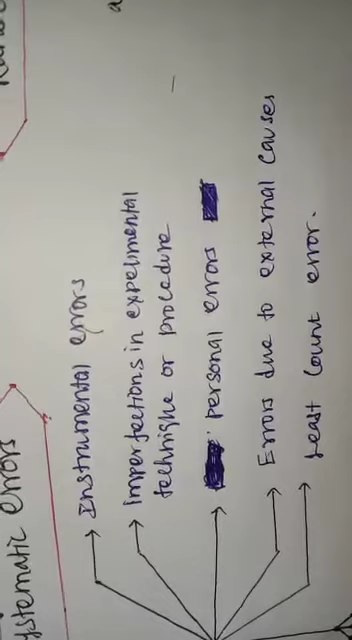 ystematic errors
Instrumental errors
Imperfections in experimental
technique or procedure
personal errors
Errors due to external causes
Least count error.